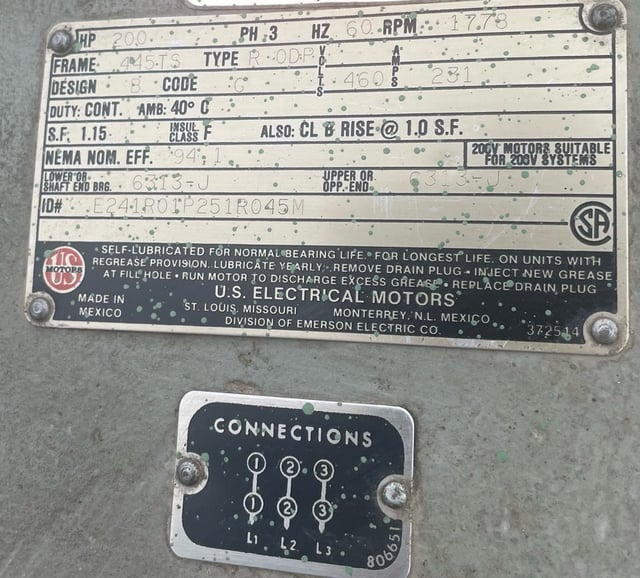 HP 200 PH 3 HZ 60 RPM 1778
FRAME 445TS TYPE R ODP VOLTS 460 AMPS 231
DESIGN B CODE G
DUTY: CONT. AMB: 40° C
S.F. 1.15 INSUL CLASS F ALSO: CL B RISE @ 1.0 S.F.
NEMA NOM. EFF. 94.1 200V MOTORS SUITABLE FOR 208V SYSTEMS
LOWER OR SHAFT END BRG. 6313-J UPPER OR OPP. END 6313-J
ID# E241R01P251R045M
SA
US MOTORS
SELF-LUBRICATED FOR NORMAL BEARING LIFE. FOR LONGEST LIFE, ON UNITS WITH
REGREASE PROVISION, LUBRICATE YEARLY. REMOVE DRAIN PLUG • INJECT NEW GREASE
AT FILL HOLE • RUN MOTOR TO DISCHARGE EXCESS GREASE • REPLACE DRAIN PLUG
U.S. ELECTRICAL MOTORS
MADE IN MEXICO
ST. LOUIS, MISSOURI MONTERREY, N.L. MEXICO
DIVISION OF EMERSON ELECTRIC CO. 372514
CONNECTIONS
1 2 3
1 2 3
L1 L2 L3
806651